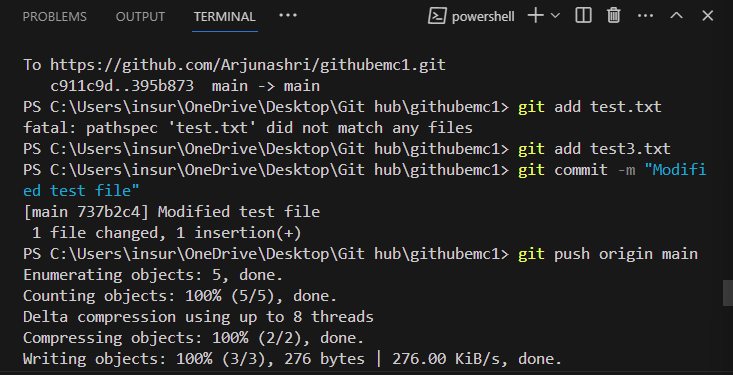 PROBLEMS OUTPUT TERMINAL ··· powershell
To https://github.com/Arjunashri/githubemc1.git
c911c9d..395b873 main -> main
PS C:\Users\insur\OneDrive\Desktop\Git hub\githubemc1> git add test.txt
fatal: pathspec 'test.txt' did not match any files
PS C:\Users\insur\OneDrive\Desktop\Git hub\githubemc1> git add test3.txt
PS C:\Users\insur\OneDrive\Desktop\Git hub\githubemc1> git commit -m "Modifi
ed test file"
[main 737b2c4] Modified test file
1 file changed, 1 insertion(+)
PS C:\Users\insur\OneDrive\Desktop\Git hub\githubemc1> git push origin main
Enumerating objects: 5, done.
Counting objects: 100% (5/5), done.
Delta compression using up to 8 threads
Compressing objects: 100% (2/2), done.
Writing objects: 100% (3/3), 276 bytes | 276.00 KiB/s, done.